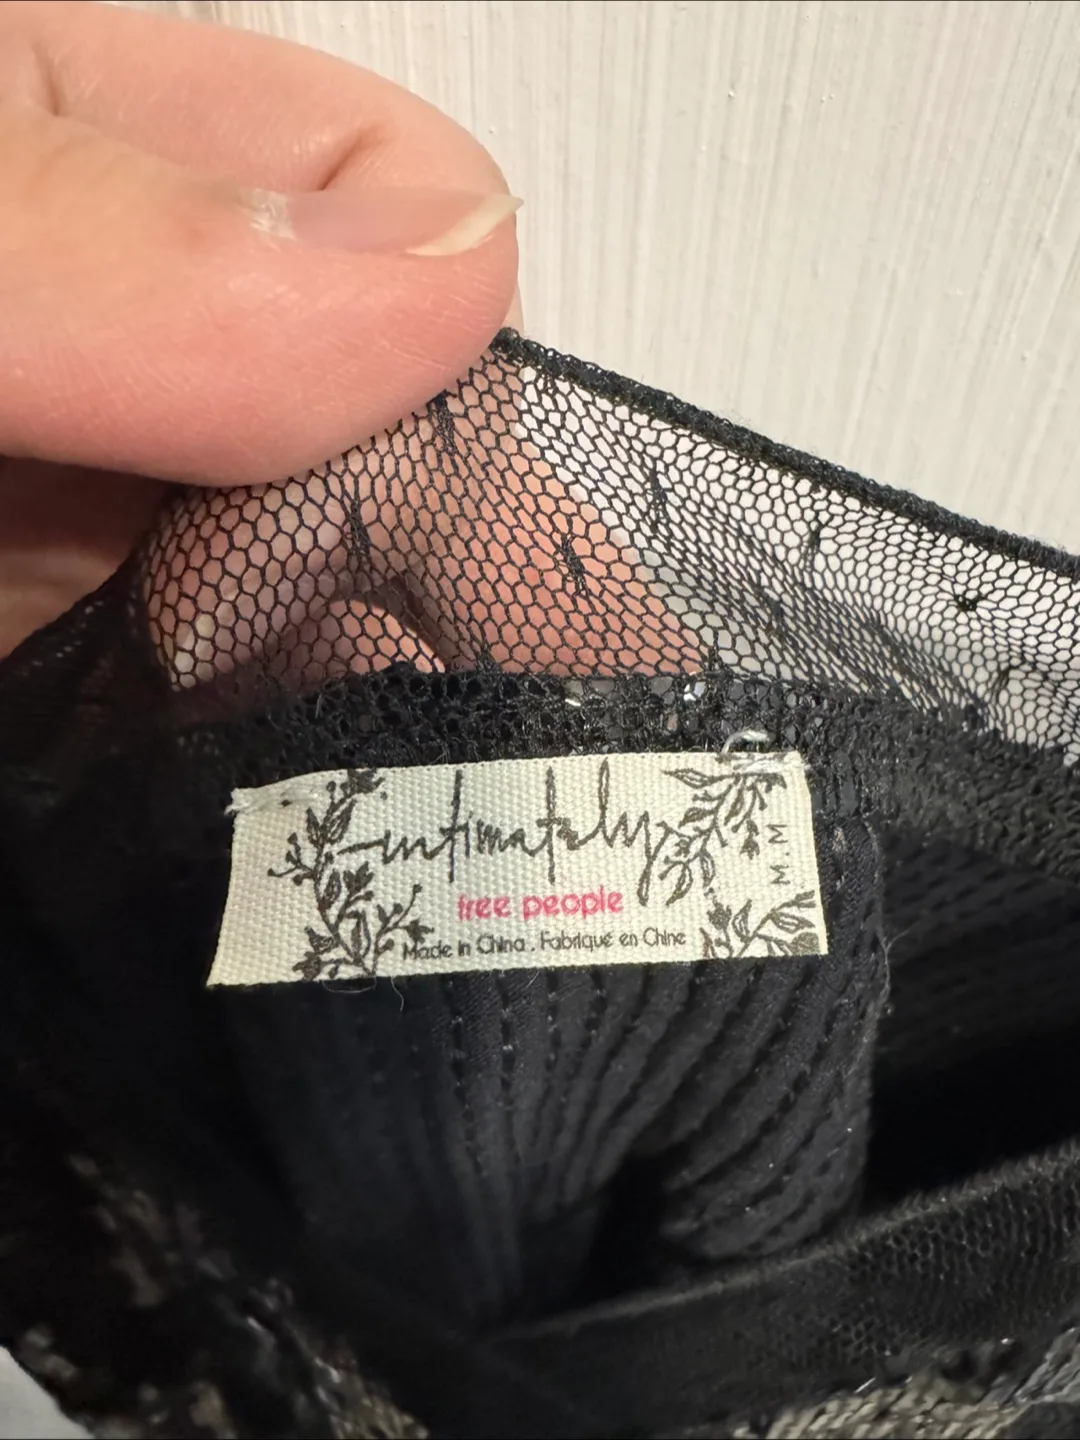 intimately
free people
Made in China . Fabriqué en Chine
M.M